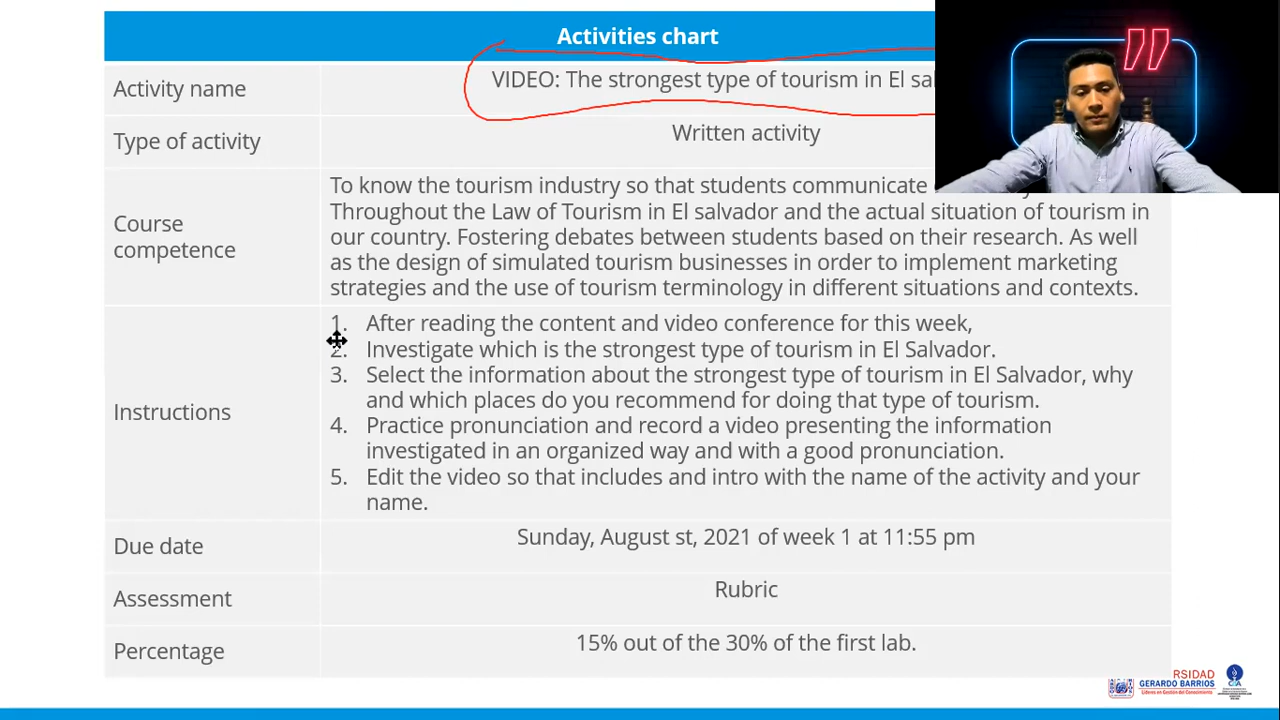 Activities chart
Activity name
VIDEO: The strongest type of tourism in El
Type of activity
Written activity
Course
competence
To know the tourism industry so that students communicate
Throughout the Law of Tourism in El salvador and the actual situation of tourism in
our country. Fostering debates between students based on their research. As well
as the design of simulated tourism businesses in order to implement marketing
strategies and the use of tourism terminology in different situations and contexts.
Instructions
1. After reading the content and video conference for this week,
2. Investigate which is the strongest type of tourism in El Salvador.
3. Select the information about the strongest type of tourism in El Salvador, why
and which places do you recommend for doing that type of tourism.
4. Practice pronunciation and record a video presenting the information
investigated in an organized way and with a good pronunciation.
5. Edit the video so that includes and intro with the name of the activity and your
name.
Due date
Sunday, August st, 2021 of week 1 at 11:55 pm
Assessment
Rubric
Percentage
15% out of the 30% of the first lab.
RSIDAD
GERARDO BARRIOS
Líderes en Gestión del Conocimiento